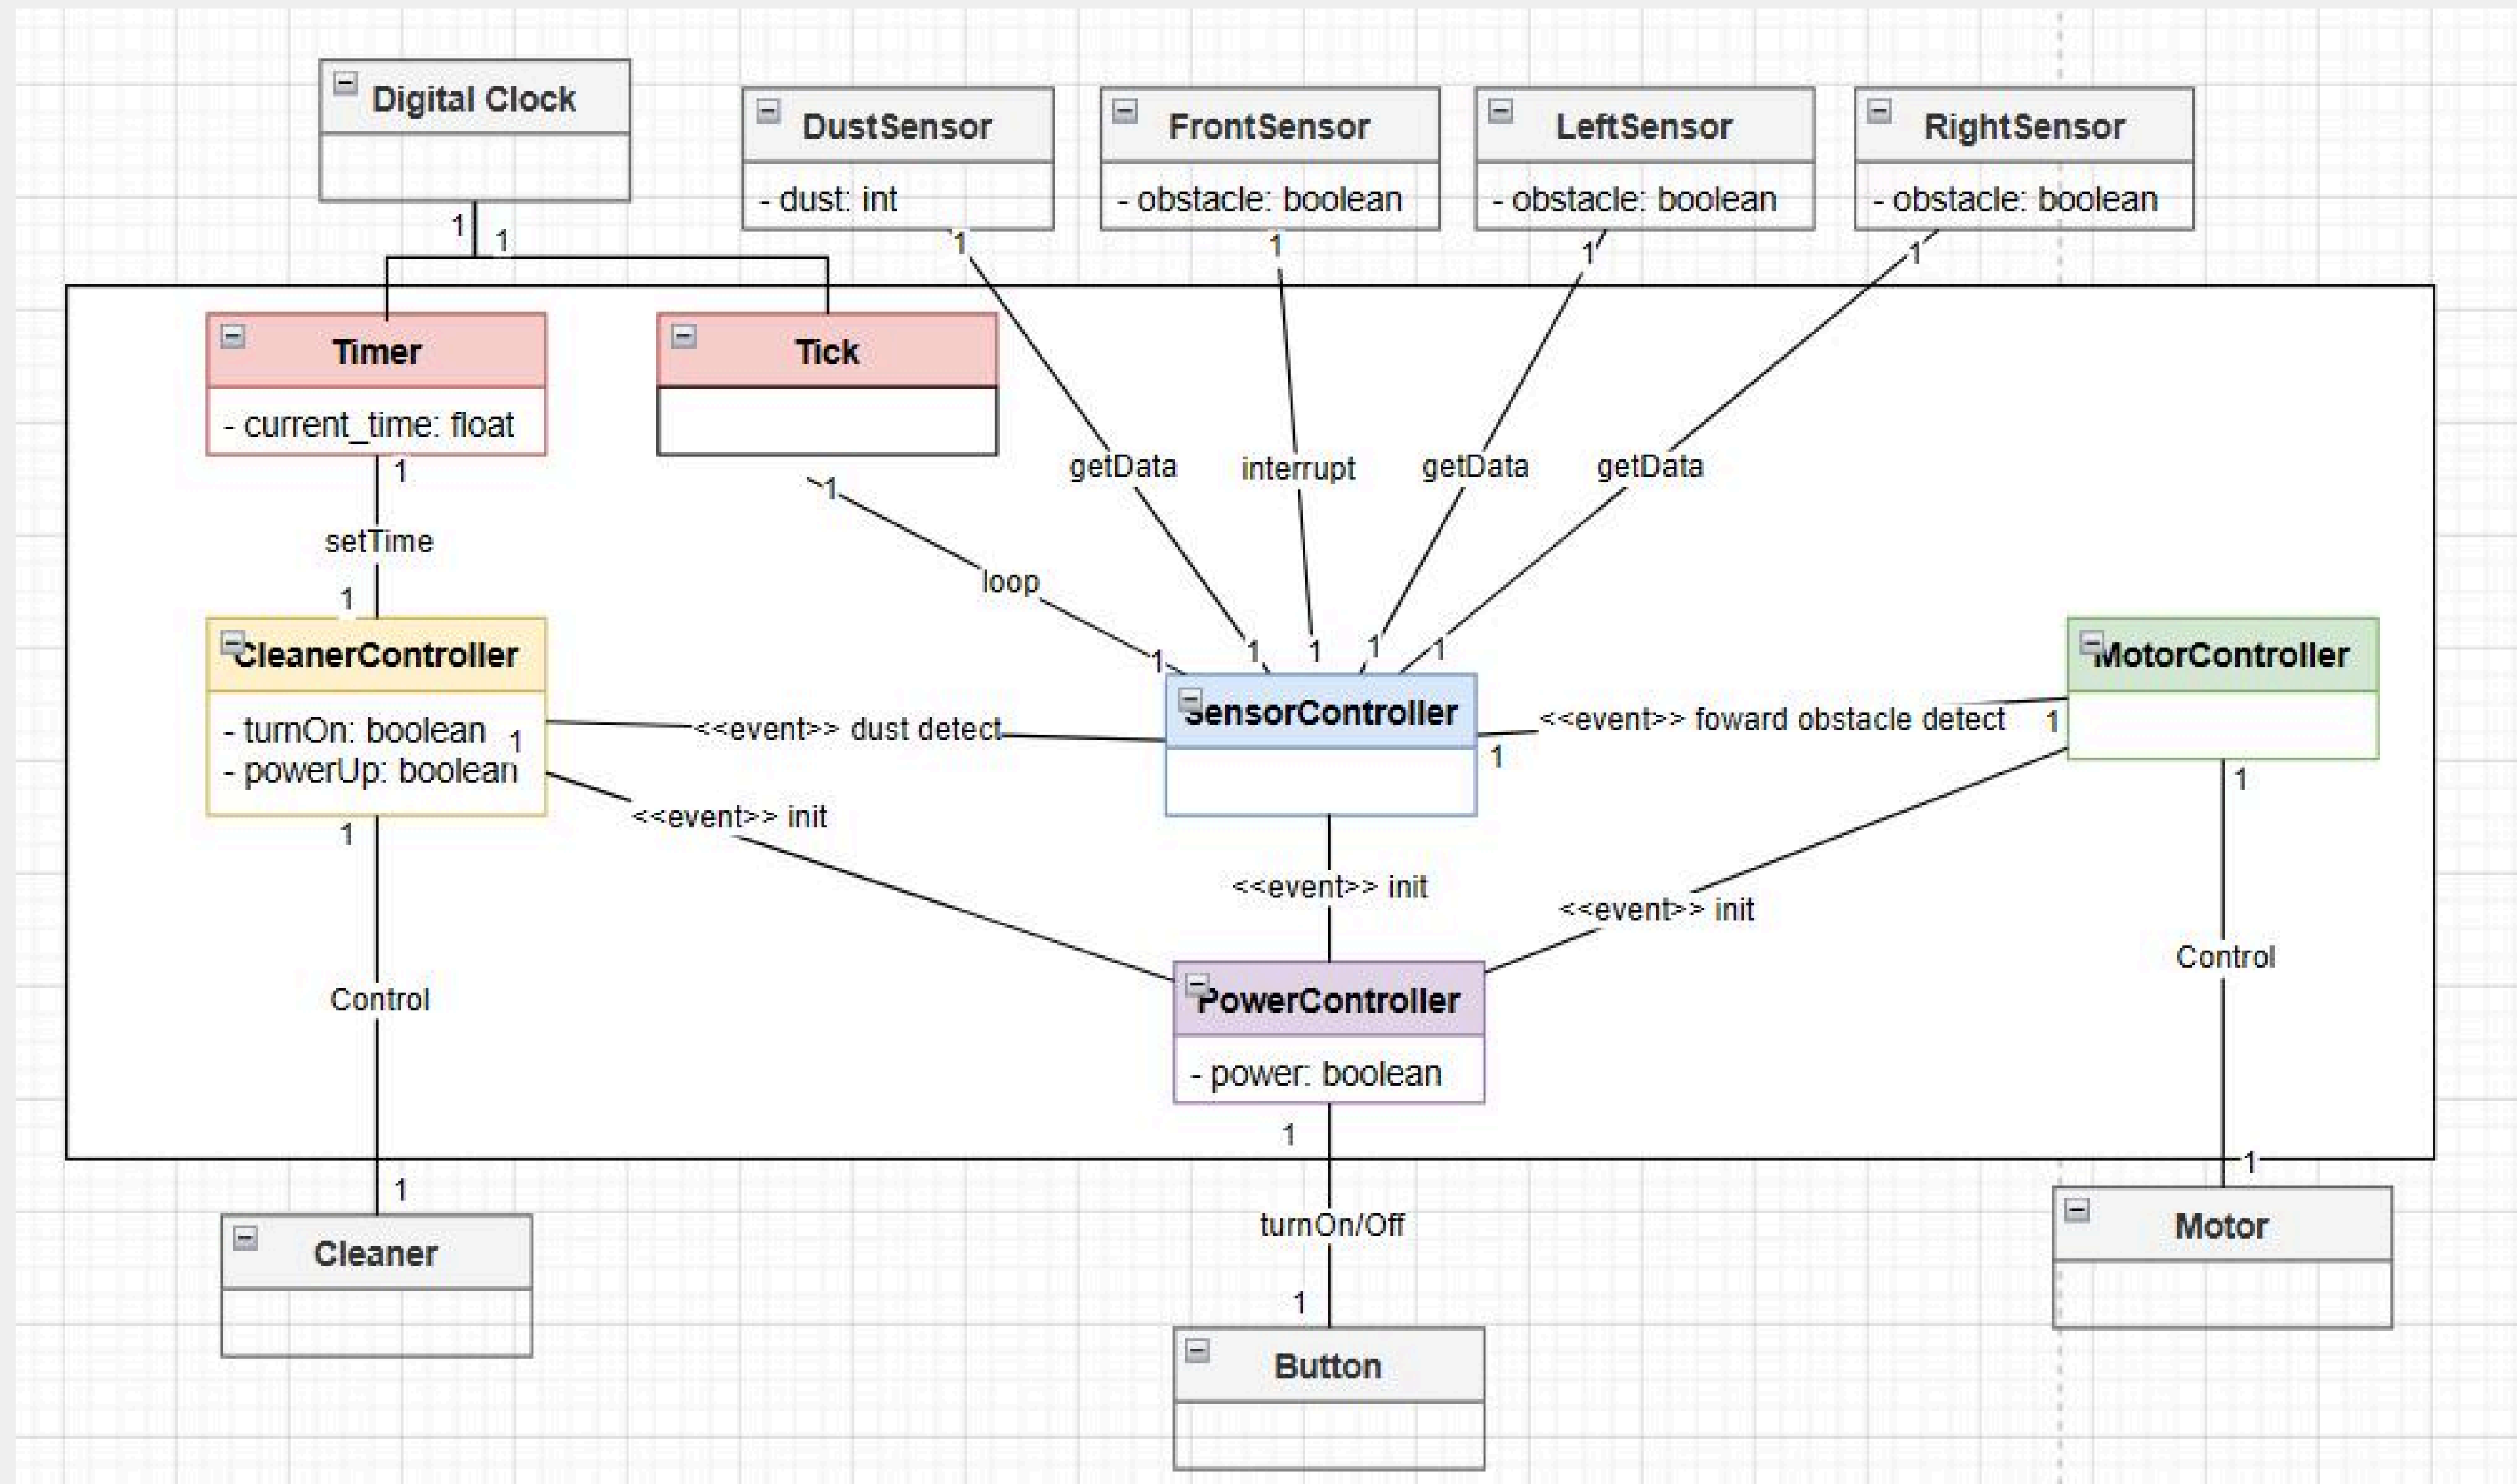 Digital Clock
DustSensor
- dust: int
FrontSensor
- obstacle: boolean
LeftSensor
- obstacle: boolean
RightSensor
- obstacle: boolean
1
1
1
1
1
1
Timer
- current_time: float
Tick
1
1
getData
interrupt
getData
getData
setTime
loop
1
1
1
1
1
1
CleanerController
- turnOn: boolean
- powerUp: boolean
1
<<event>> dust detect
SensorController
1
<<event>> foward obstacle detect
1
MotorController
1
1
<<event>> init
<<event>> init
<<event>> init
Control
Control
PowerController
- power: boolean
1
1
1
turnOn/Off
1
Cleaner
Button
Motor